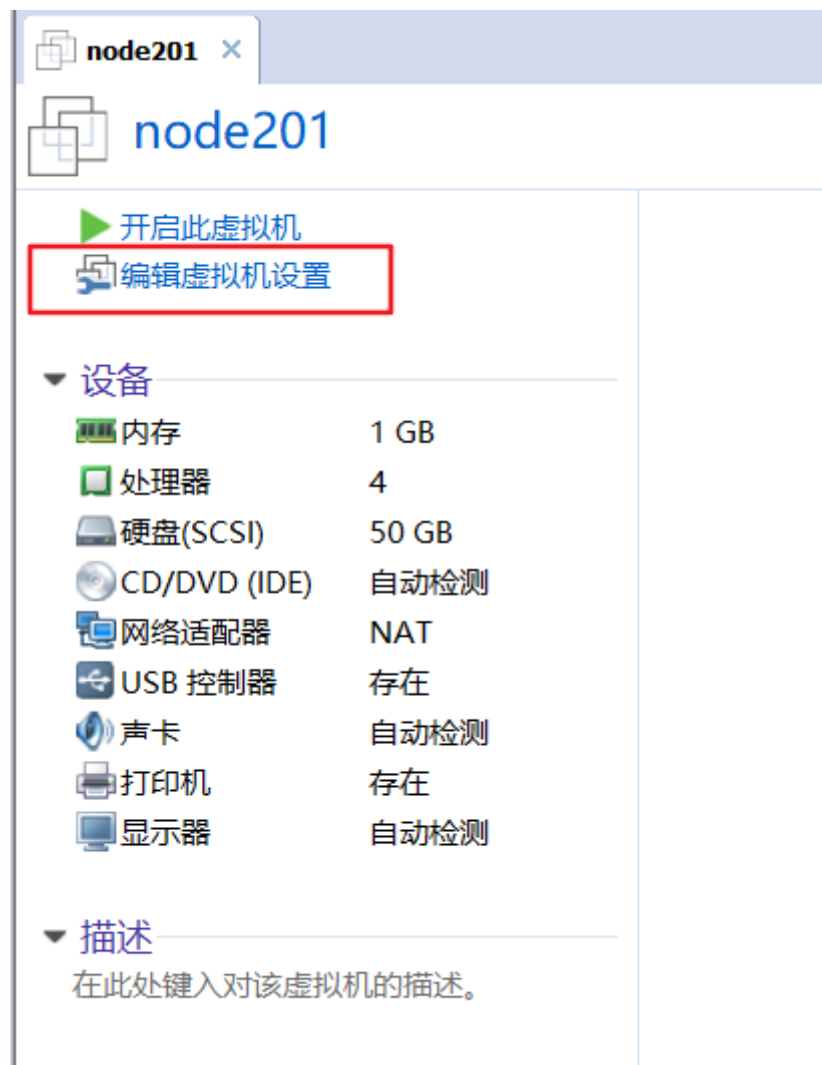 node201 ×
node201
开启此虚拟机
编辑虚拟机设置
设备
内存 1 GB
处理器 4
硬盘(SCSI) 50 GB
CD/DVD (IDE) 自动检测
网络适配器 NAT
USB 控制器 存在
声卡 自动检测
打印机 存在
显示器 自动检测
描述
在此处键入对该虚拟机的描述。